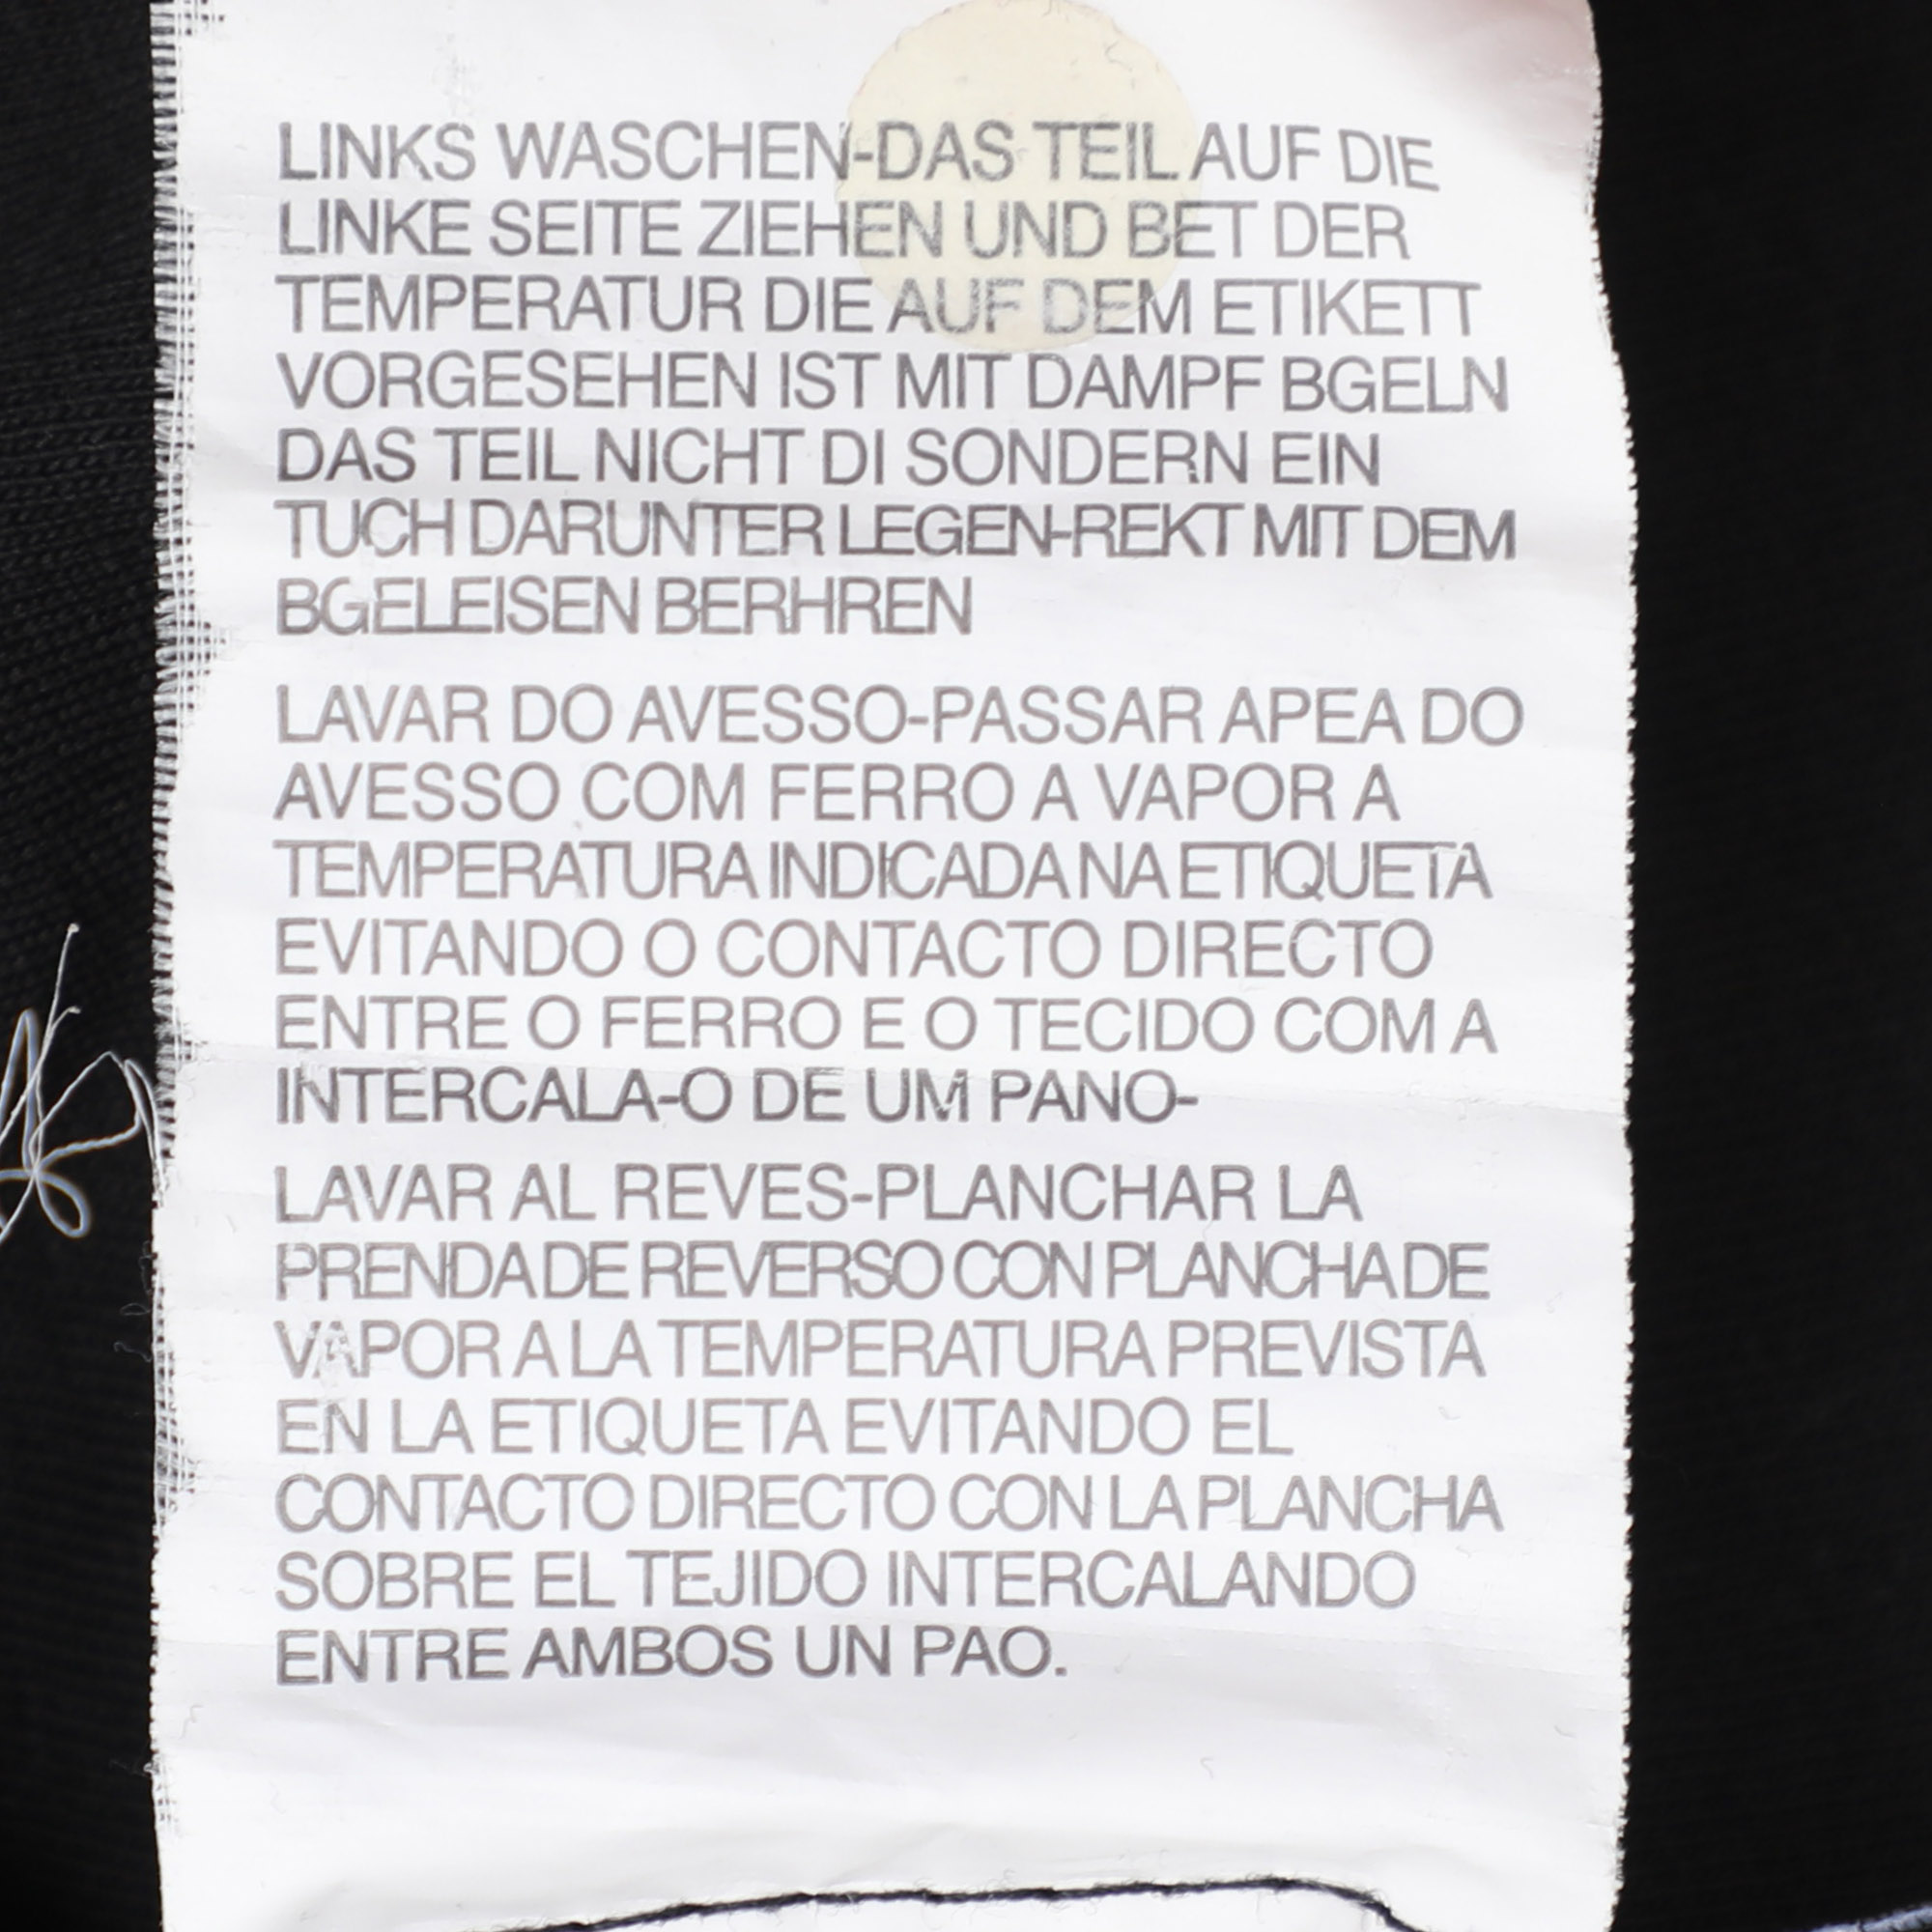 LINKS WASCHEN-DAS TEIL AUF DIE
LINKE SEITE ZIEHEN UND BET DER
TEMPERATUR DIE AUF DEM ETIKETT
VORGESEHEN IST MIT DAMPF BGELN
DAS TEIL NICHT DI SONDERN EIN
TUCH DARUNTER LEGEN-REKT MIT DEM
BGELEISEN BERHREN
LAVAR DO AVESSO-PASSAR APEA DO
AVESSO COM FERRO A VAPOR A
TEMPERATURA INDICADA NA ETIQUETA
EVITANDO O CONTACTO DIRECTO
ENTRE O FERRO E O TECIDO COM A
INTERCALA-O DE UM PANO-
LAVAR AL REVES-PLANCHAR LA
PRENDA DE REVERSO CON PLANCHA DE
VAPOR A LA TEMPERATURA PREVISTA
EN LA ETIQUETA EVITANDO EL
CONTACTO DIRECTO CON LA PLANCHA
SOBRE EL TEJIDO INTERCALANDO
ENTRE AMBOS UN PAO.